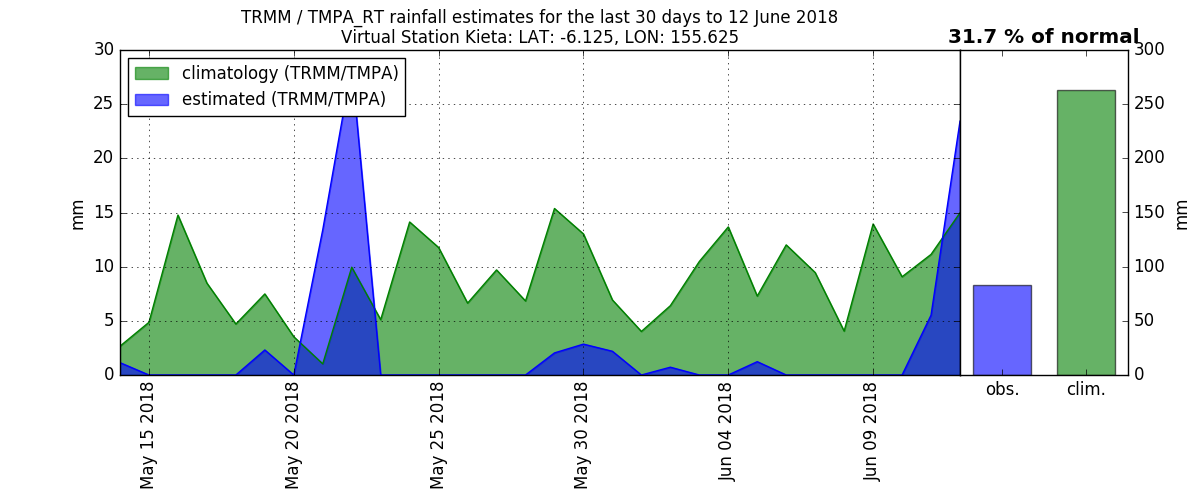 TRMM / TMPA_RT rainfall estimates for the last 30 days to 12 June 2018
Virtual Station Kieta: LAT: -6.125, LON: 155.625
31.7 % of normal
climatology (TRMM/TMPA)
estimated (TRMM/TMPA)
30
25
20
15
10
5
0
mm
May 15 2018
May 20 2018
May 25 2018
May 30 2018
Jun 04 2018
Jun 09 2018
obs.
clim.
300
250
200
150
100
50
0
mm